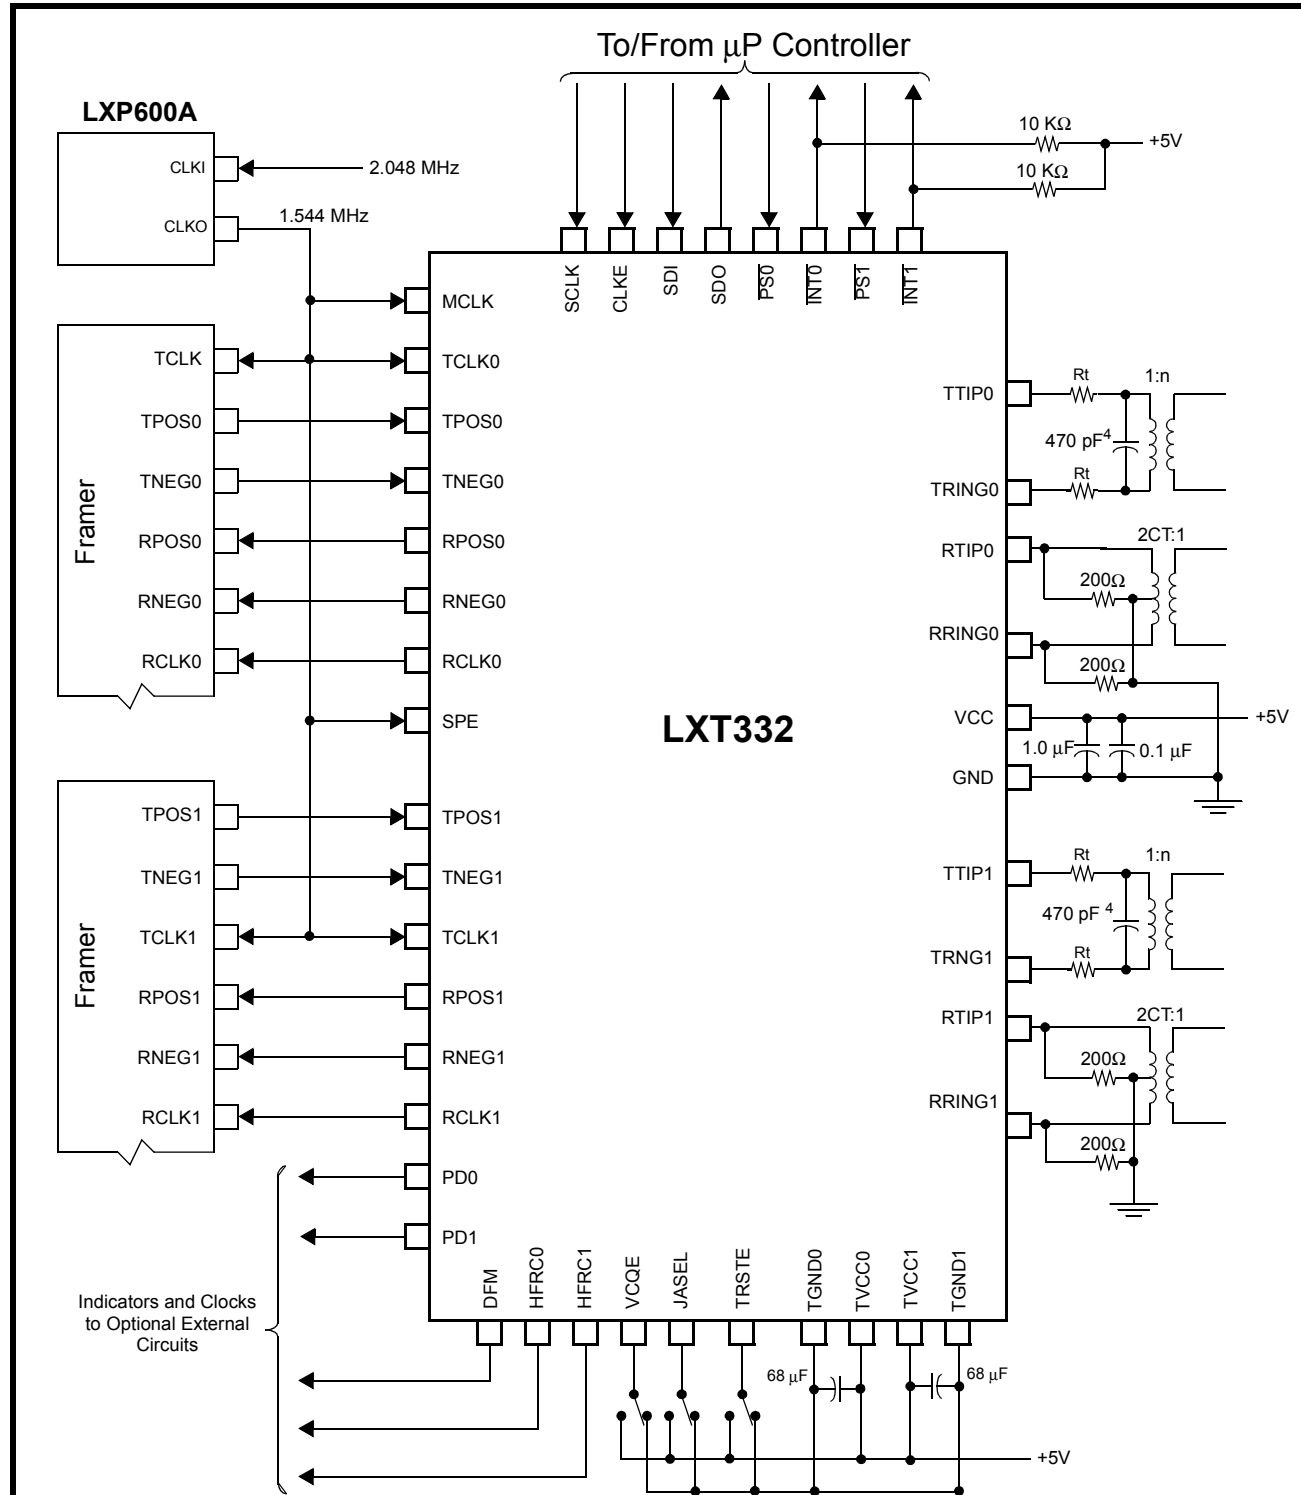 To/From µP Controller
LXP600A
CLKI
2.048 MHz
CLKO
1.544 MHz
10 KΩ
+5V
10 KΩ
SCLK
CLKE
SDI
SDO
PS0
INT0
PS1
INT1
MCLK
Framer
TCLK
TCLK0
TPOS0
TPOS0
TNEG0
TNEG0
RPOS0
RPOS0
RNEG0
RNEG0
RCLK0
RCLK0
SPE
Framer
TPOS1
TPOS1
TNEG1
TNEG1
TCLK1
TCLK1
RPOS1
RPOS1
RNEG1
RNEG1
RCLK1
RCLK1
PD0
PD1
LXT332
TTIP0
Rt
1:n
470 pF4
TRING0
Rt
RTIP0
2CT:1
200Ω
RRING0
200Ω
VCC
+5V
1.0 µF
0.1 µF
GND
TTIP1
Rt
1:n
470 pF 4
TRNG1
Rt
RTIP1
2CT:1
200Ω
RRING1
200Ω
DFM
HFRC0
HFRC1
VCQE
JASEL
TRSTE
TGND0
TVCC0
TVCC1
TGND1
Indicators and Clocks
to Optional External
Circuits
68 µF
68 µF
+5V